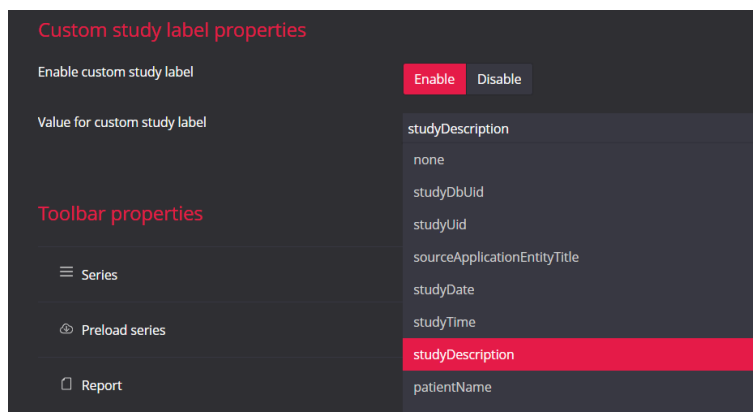 Custom study label properties
Enable custom study label
Enable Disable
Value for custom study label
studyDescription
none
studyDbUid
studyUid
sourceApplicationEntityTitle
studyDate
studyTime
studyDescription
patientName
Toolbar properties
Series
Preload series
Report